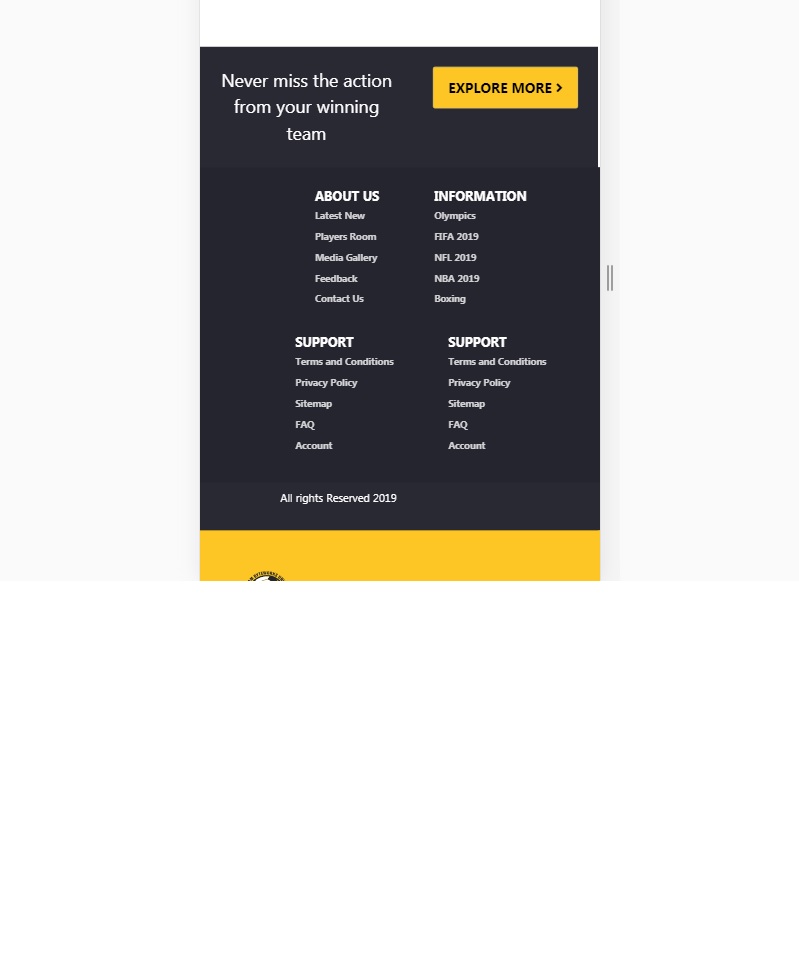 Never miss the action
from your winning
team
EXPLORE MORE >
ABOUT US
Latest New
Players Room
Media Gallery
Feedback
Contact Us
INFORMATION
Olympics
FIFA 2019
NFL 2019
NBA 2019
Boxing
SUPPORT
Terms and Conditions
Privacy Policy
Sitemap
FAQ
Account
SUPPORT
Terms and Conditions
Privacy Policy
Sitemap
FAQ
Account
All rights Reserved 2019